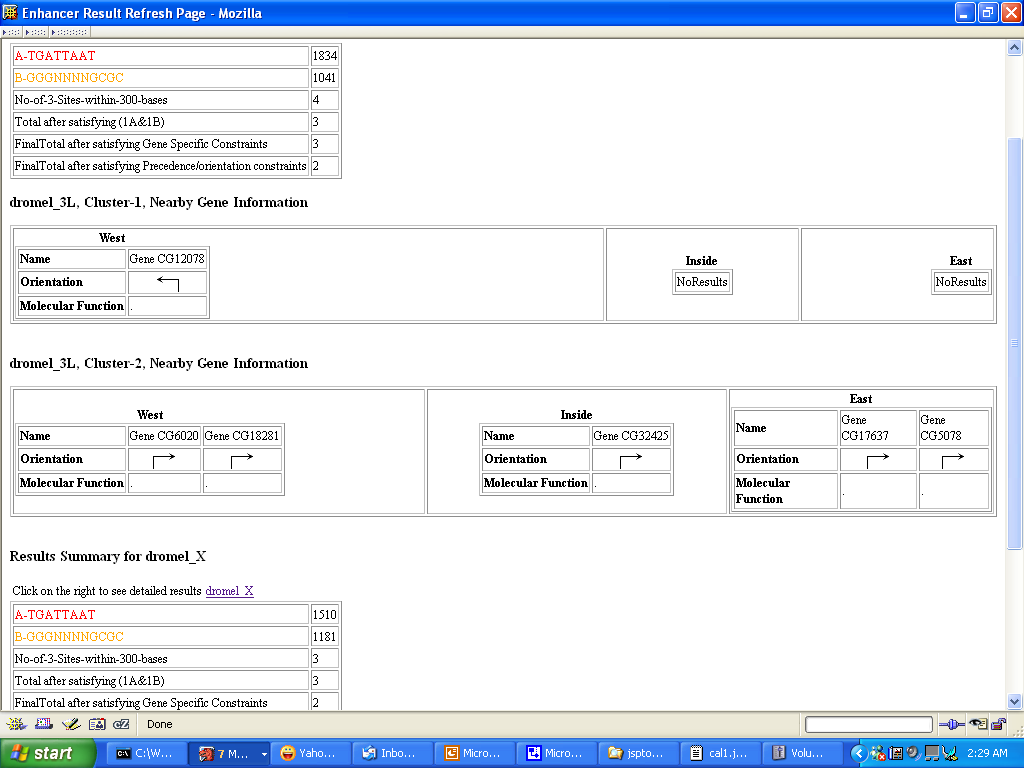 Enhancer Result Refresh Page - Mozilla
A-TGATTAAT 1834
B-GGGNNNNGCGC 1041
No-of-3-Sites-within-300-bases 4
Total after satisfying (1A&1B) 3
FinalTotal after satisfying Gene Specific Constraints 3
FinalTotal after satisfying Precedence/orientation constraints 2
dromel_3L, Cluster-1, Nearby Gene Information
West
Name Gene CG12078
Orientation
Molecular Function .
Inside
NoResults
East
NoResults
dromel_3L, Cluster-2, Nearby Gene Information
West
Name Gene CG6020 Gene CG18281
Orientation
Molecular Function . .
Inside
Name Gene CG32425
Orientation
Molecular Function .
East
Name Gene CG17637 Gene CG5078
Orientation
Molecular Function . .
Results Summary for dromel_X
Click on the right to see detailed results dromel_X
A-TGATTAAT 1510
B-GGGNNNNGCGC 1181
No-of-3-Sites-within-300-bases 3
Total after satisfying (1A&1B) 3
FinalTotal after satisfying Gene Specific Constraints 2
Done
start C:\W... 7 M... Yaho... Inbo... Micro... Micro... jspto... cal1.j... Volu... 2:29 AM